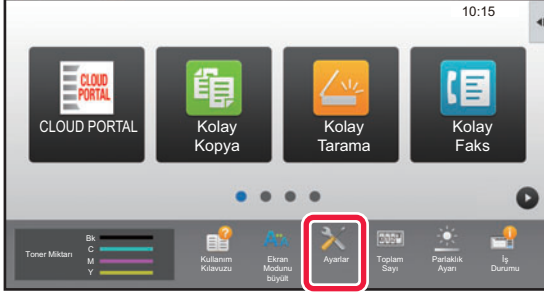 10:15
CLOUD
PORTAL
CLOUD PORTAL
Kolay
Kopya
Kolay
Tarama
Kolay
Faks
Toner Miktarı
Bk
C
M
Y
Kullanım
Kılavuzu
Ekran
Modunu
büyült
Ayarlar
Toplam
Sayı
Parlaklık
Ayarı
İş
Durumu